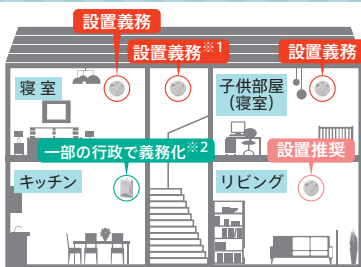 設置義務
設置義務※1
設置義務
寝室
子供部屋
(寝室)
一部の行政で義務化※2
設置推奨
キッチン
リビング